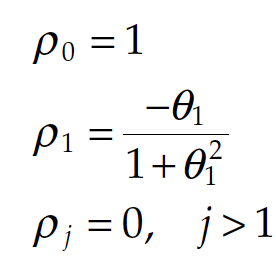 ρ₀ = 1
ρ₁ = −θ₁ / (1 + θ₁²)
ρⱼ = 0, j > 1